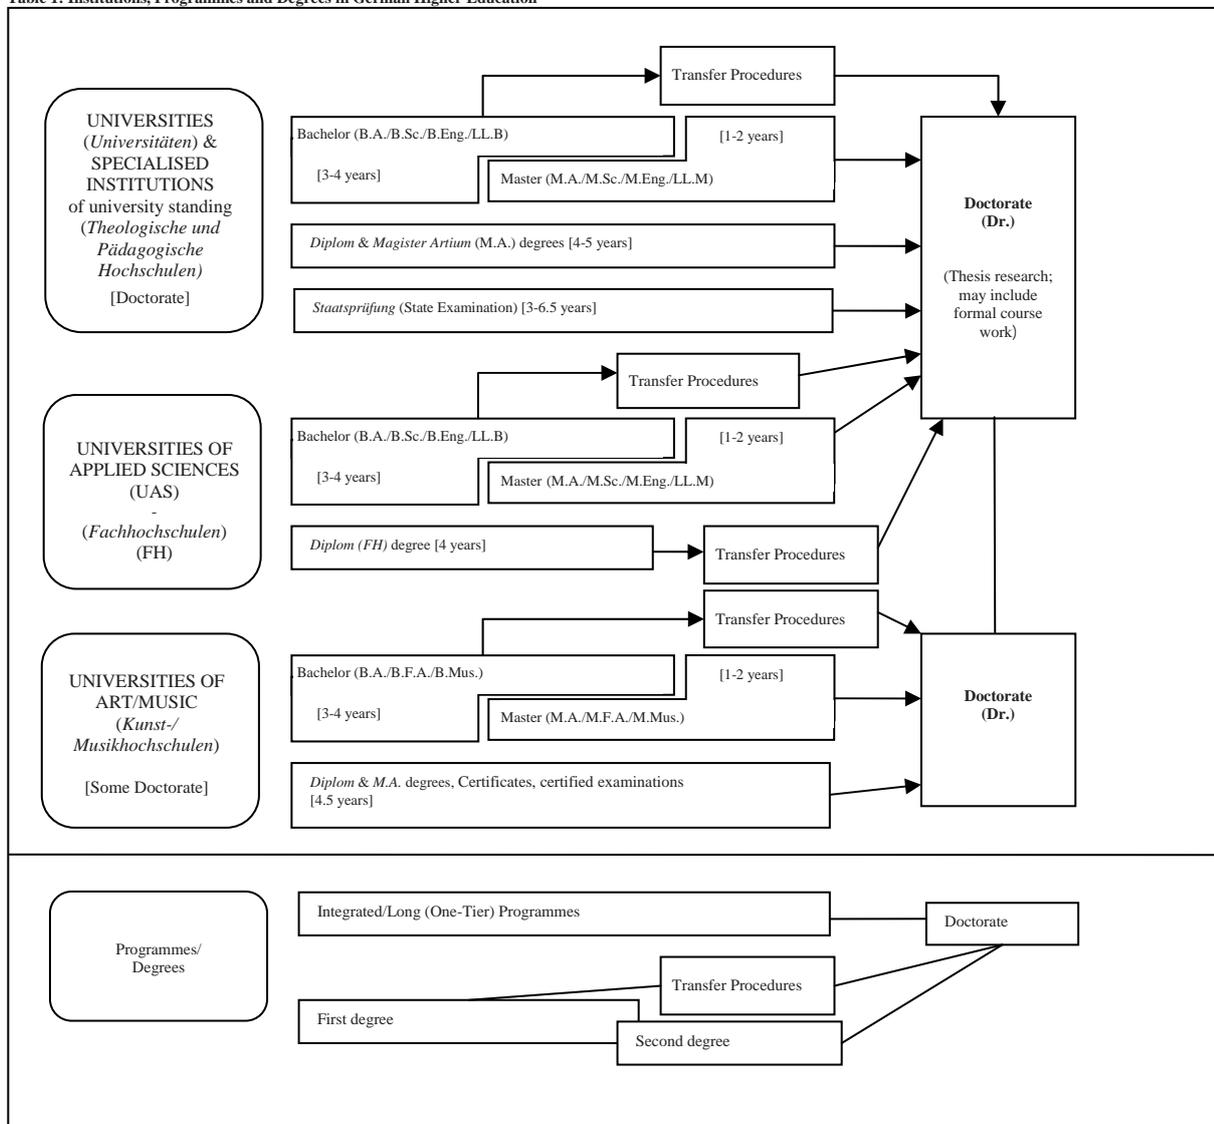 Table 1: Institutions, Programmes and Degrees in German Higher Education
Transfer Procedures
UNIVERSITIES
(Universitäten) &
SPECIALISED
INSTITUTIONS
of university standing
(Theologische und
Pädagogische
Hochschulen)
[Doctorate]
Bachelor (B.A./B.Sc./B.Eng./LL.B)
[3-4 years]
[1-2 years]
Master (M.A./M.Sc./M.Eng./LL.M)
Diplom & Magister Artium (M.A.) degrees [4-5 years]
Staatsprüfung (State Examination) [3-6.5 years]
Doctorate
(Dr.)
(Thesis research;
may include
formal course
work)
Transfer Procedures
UNIVERSITIES OF
APPLIED SCIENCES
(UAS)
-
(Fachhochschulen)
(FH)
Bachelor (B.A./B.Sc./B.Eng./LL.B)
[3-4 years]
[1-2 years]
Master (M.A./M.Sc./M.Eng./LL.M)
Diplom (FH) degree [4 years]
Transfer Procedures
Transfer Procedures
UNIVERSITIES OF
ART/MUSIC
(Kunst-/
Musikhochschulen)
[Some Doctorate]
Bachelor (B.A./B.F.A./B.Mus.)
[3-4 years]
[1-2 years]
Master (M.A./M.F.A./M.Mus.)
Diplom & M.A. degrees, Certificates, certified examinations
[4.5 years]
Doctorate
(Dr.)
Programmes/
Degrees
Integrated/Long (One-Tier) Programmes
Doctorate
Transfer Procedures
First degree
Second degree